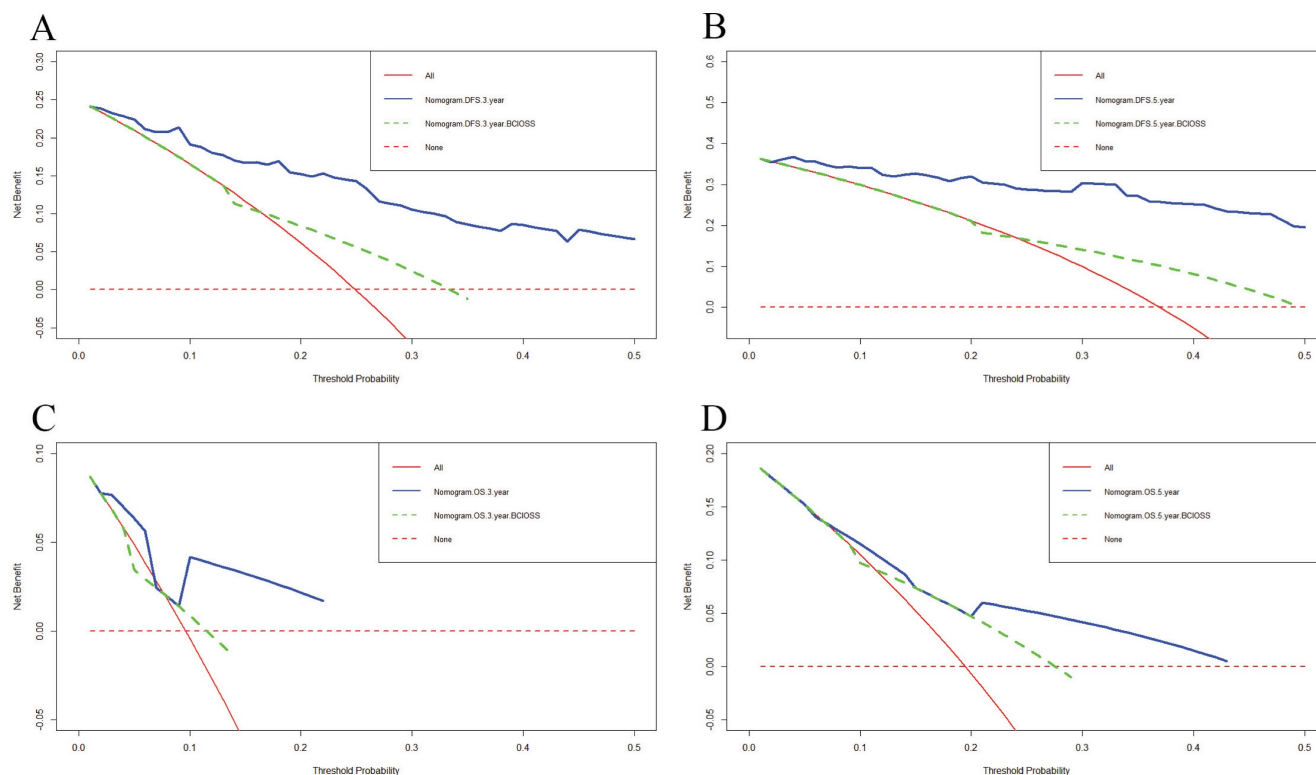 A
0.30
0.25
0.20
0.15
0.10
0.05
0.00
-0.05
Net Benefit
All
Nomogram.DFS.3.year
Nomogram.DFS.3.year.BCIOSS
None
0.0 0.1 0.2 0.3 0.4 0.5
Threshold Probability
B
0.6
0.5
0.4
0.3
0.2
0.1
0.0
Net Benefit
All
Nomogram.DFS.5.year
Nomogram.DFS.5.year.BCIOSS
None
0.0 0.1 0.2 0.3 0.4 0.5
Threshold Probability
C
0.10
0.05
0.00
-0.05
Net Benefit
All
Nomogram.OS.3.year
Nomogram.OS.3.year.BCIOSS
None
0.0 0.1 0.2 0.3 0.4 0.5
Threshold Probability
D
0.20
0.15
0.10
0.05
0.00
-0.05
Net Benefit
All
Nomogram.OS.5.year
Nomogram.OS.5.year.BCIOSS
None
0.0 0.1 0.2 0.3 0.4 0.5
Threshold Probability